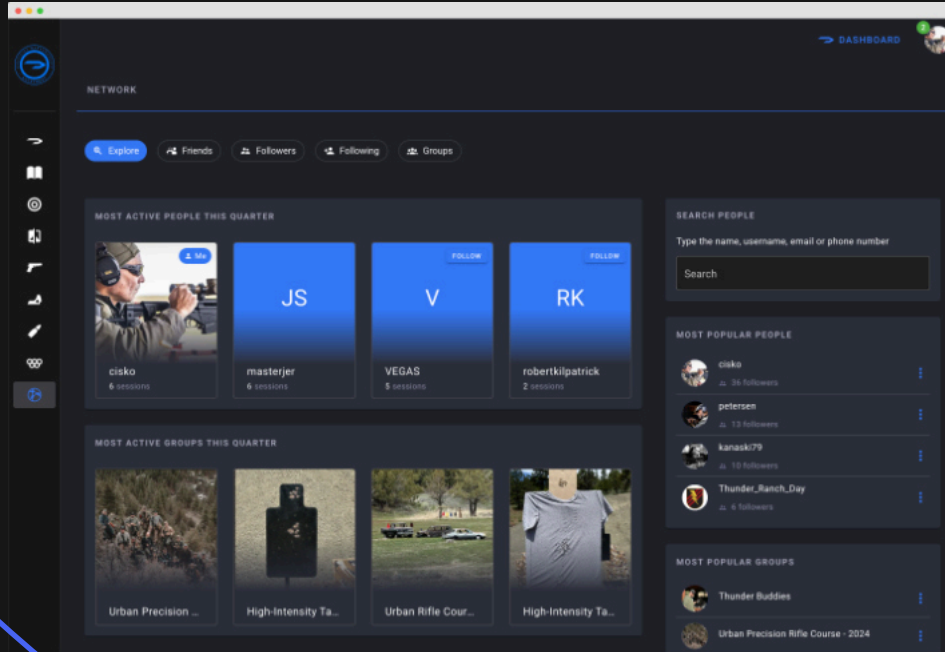 DASHBOARD
2
NETWORK
Explore
Friends
Followers
Following
Groups
MOST ACTIVE PEOPLE THIS QUARTER
Me
cisko
6 sessions
JS
masterjer
6 sessions
FOLLOW
V
VEGAS
5 sessions
FOLLOW
RK
robertkilpatrick
2 sessions
MOST ACTIVE GROUPS THIS QUARTER
Urban Precision ...
High-Intensity Ta...
Urban Rifle Cour...
High-Intensity Ta...
SEARCH PEOPLE
Type the name, username, email or phone number
Search
MOST POPULAR PEOPLE
cisko
36 followers
petersen
13 followers
kanaski79
10 followers
Thunder_Ranch_Day
6 followers
MOST POPULAR GROUPS
Thunder Buddies
Urban Precision Rifle Course - 2024